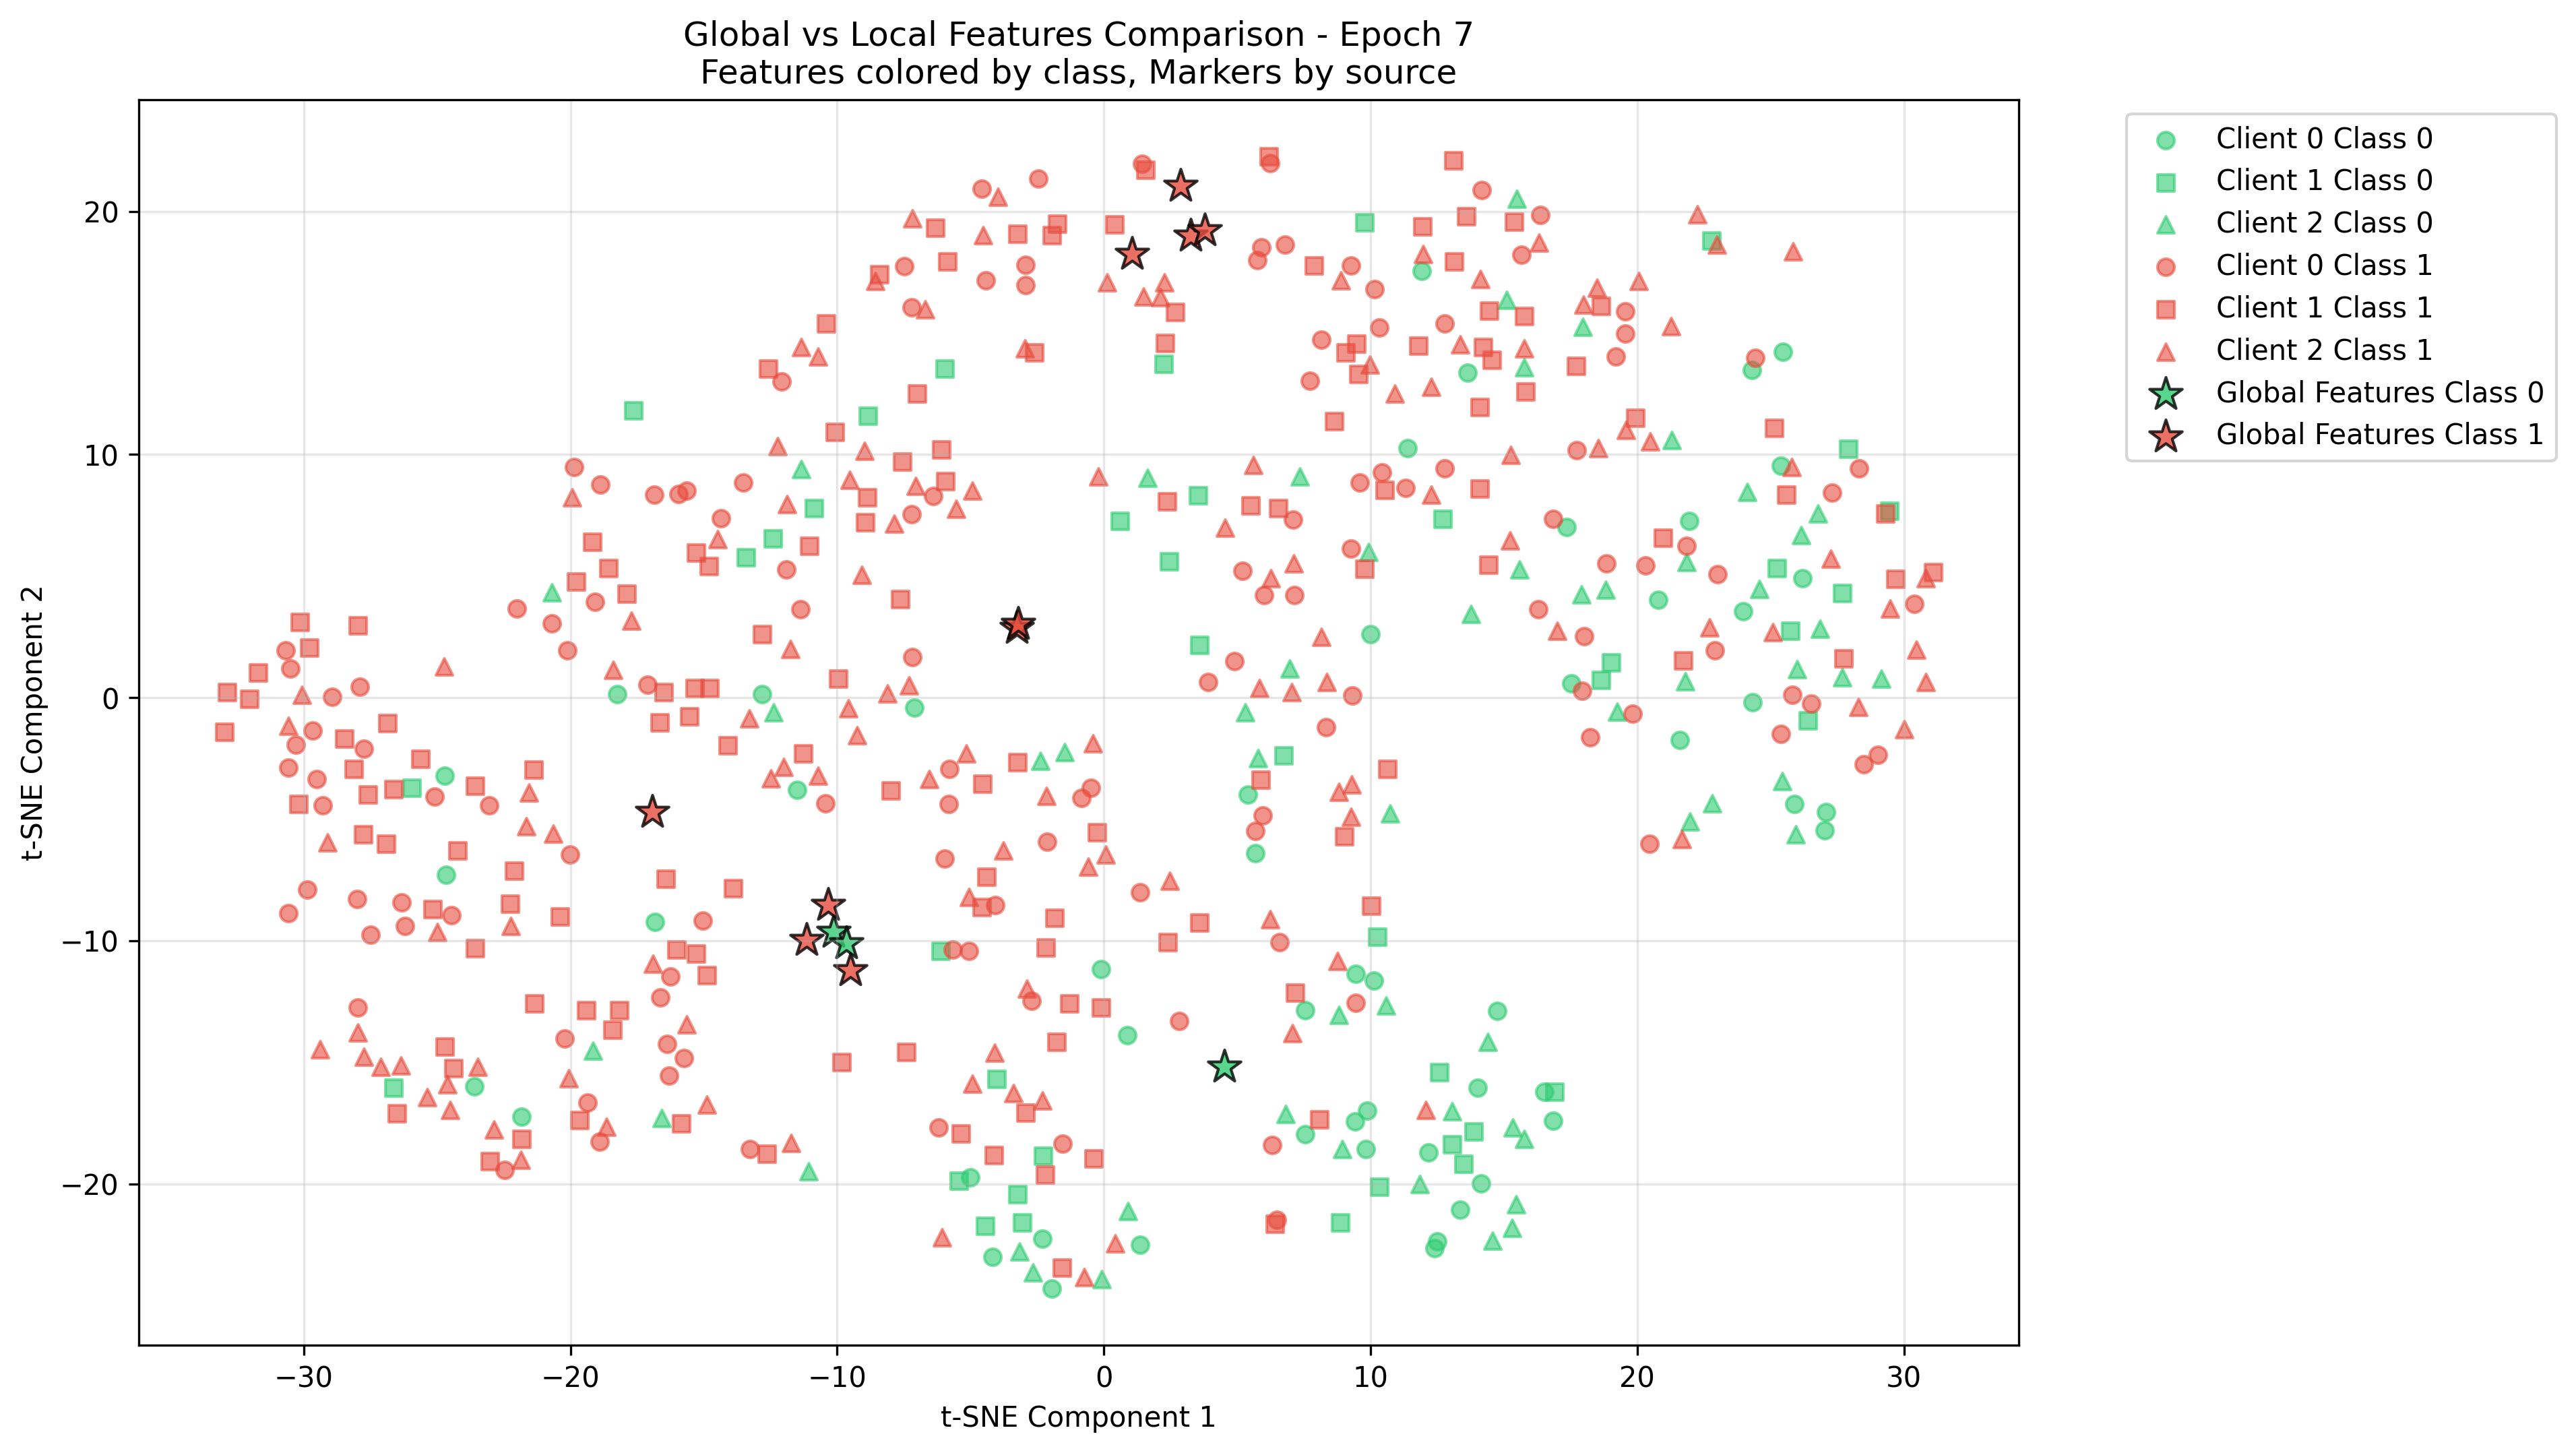 Global vs Local Features Comparison - Epoch 7
Features colored by class, Markers by source
t-SNE Component 2
20
10
0
−10
−20
−30
−20
−10
0
10
20
30
t-SNE Component 1
Client 0 Class 0
Client 1 Class 0
Client 2 Class 0
Client 0 Class 1
Client 1 Class 1
Client 2 Class 1
Global Features Class 0
Global Features Class 1